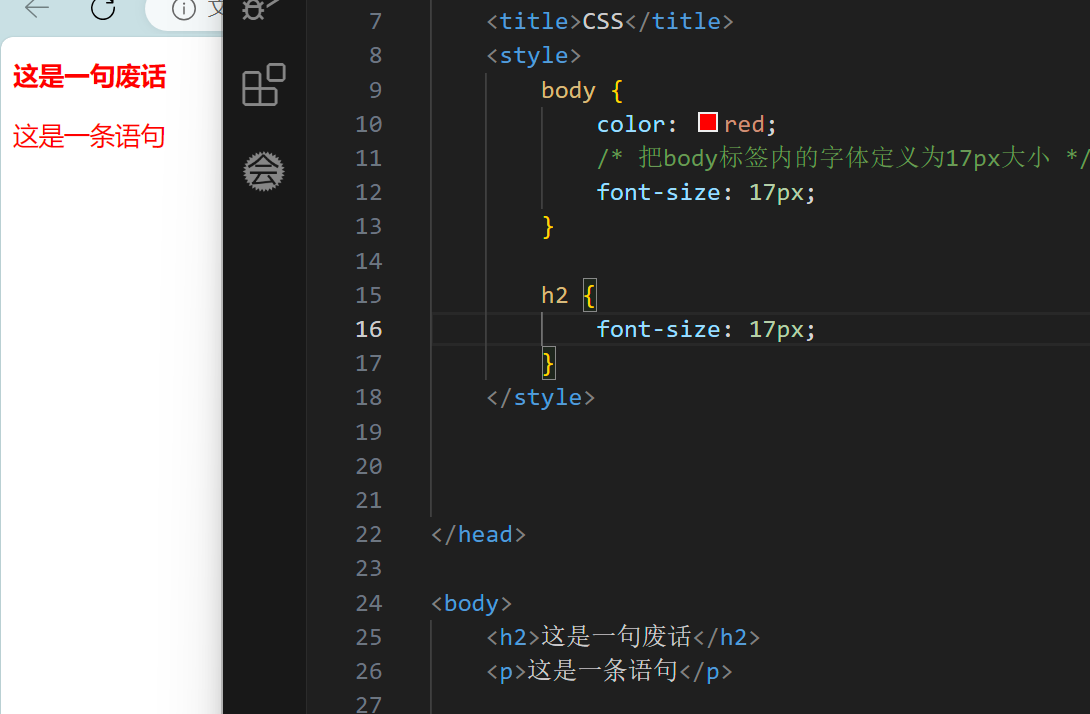 文
这是一句废话
这是一条语句
会
7 <title>CSS</title>
8 <style>
9 body {
10 color: red;
11 /* 把body标签内的字体定义为17px大小 */
12 font-size: 17px;
13 }
14
15 h2 {
16 font-size: 17px;
17 }
18 </style>
19
20
21
22 </head>
23
24 <body>
25 <h2>这是一句废话</h2>
26 <p>这是一条语句</p>
27